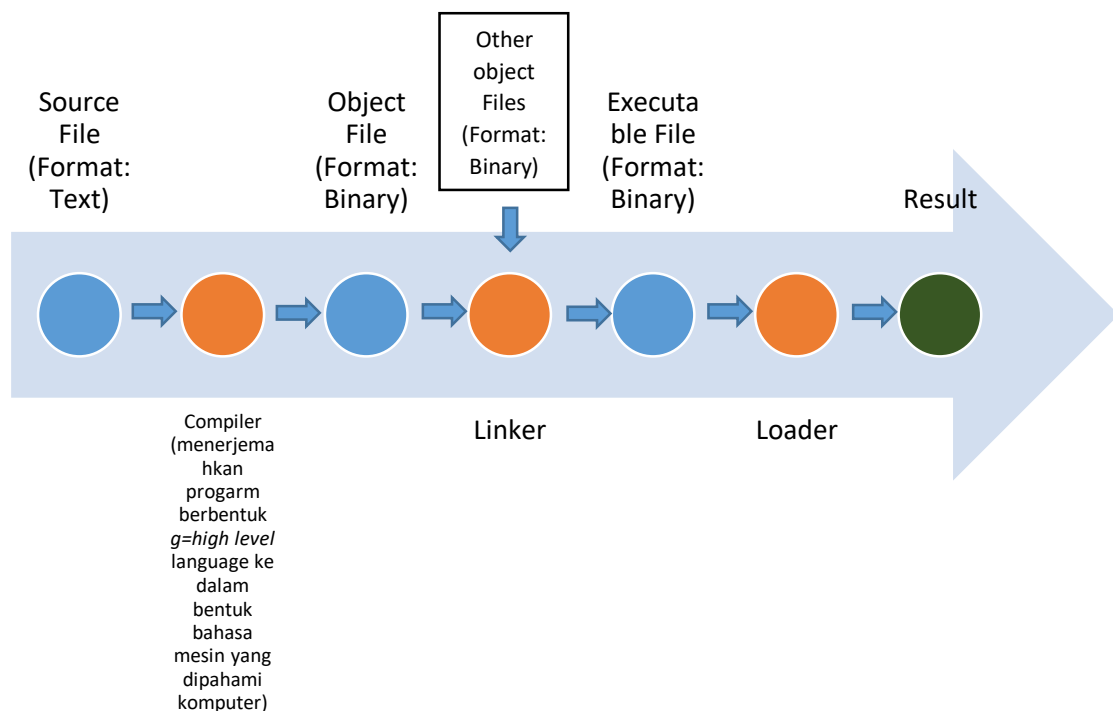 Other
object
Files
(Format:
Binary)
Source
File
(Format:
Text)
Object
File
(Format:
Binary)
Executa
ble File
(Format:
Binary)
Result
Compiler
(menerjema
hkan
progarm
berbentuk
g=high level
language ke
dalam
bentuk
bahasa
mesin yang
dipahami
komputer)
Linker
Loader